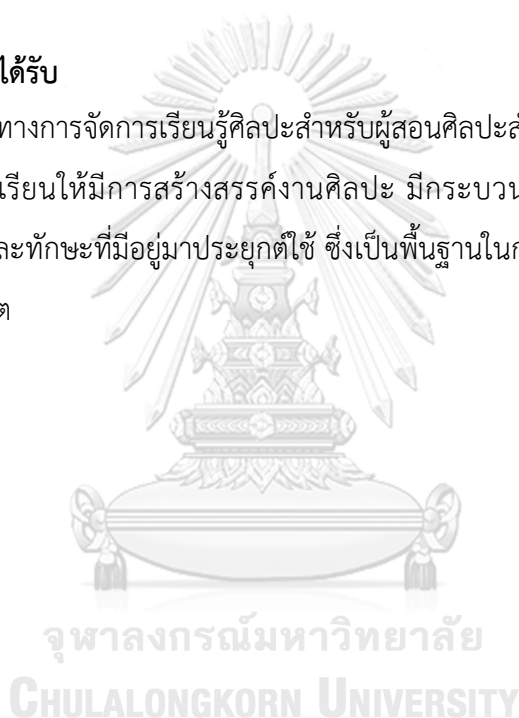 ได้รับ
ทางการจัดการเรียนรู้ศิลปะสำหรับผู้สอนศิลปะ
เรียนให้มีการสร้างสรรค์งานศิลปะ มีกระบวน
ละทักษะที่มีอยู่มาประยุกต์ใช้ ซึ่งเป็นพื้นฐานใน
ต
จุฬาลงกรณ์มหาวิทยาลัย
CHULALONGKORN UNIVERSITY